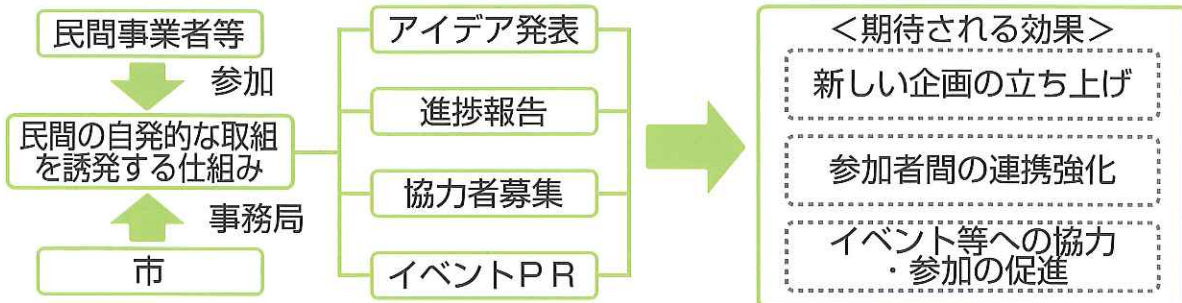 民間事業者等
参加
民間の自発的な取組
を誘発する仕組み
事務局
市
アイデア発表
進捗報告
協力者募集
イベントPR
＜期待される効果＞
新しい企画の立ち上げ
参加者間の連携強化
イベント等への協力
・参加の促進